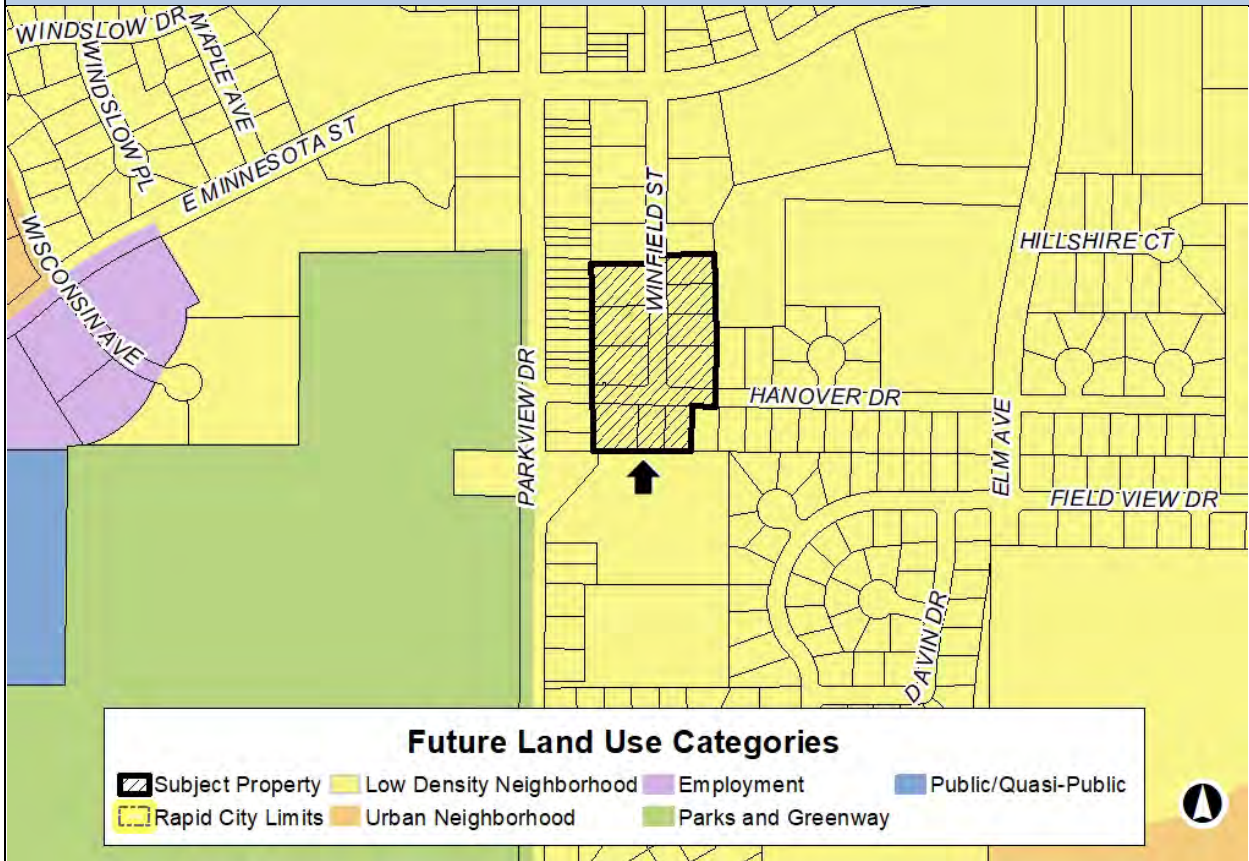 WINDSLOW DR
MAPLE AVE
WINDSLOW PL
E MINNESOTA ST
WISCONSIN AVE
WINFIELD ST
HILLSHIRE CT
PARKVIEW DR
HANOVER DR
ELM AVE
FIELD VIEW DR
DAVIN DR
Future Land Use Categories
Subject Property Low Density Neighborhood Employment Public/Quasi-Public
Rapid City Limits Urban Neighborhood Parks and Greenway